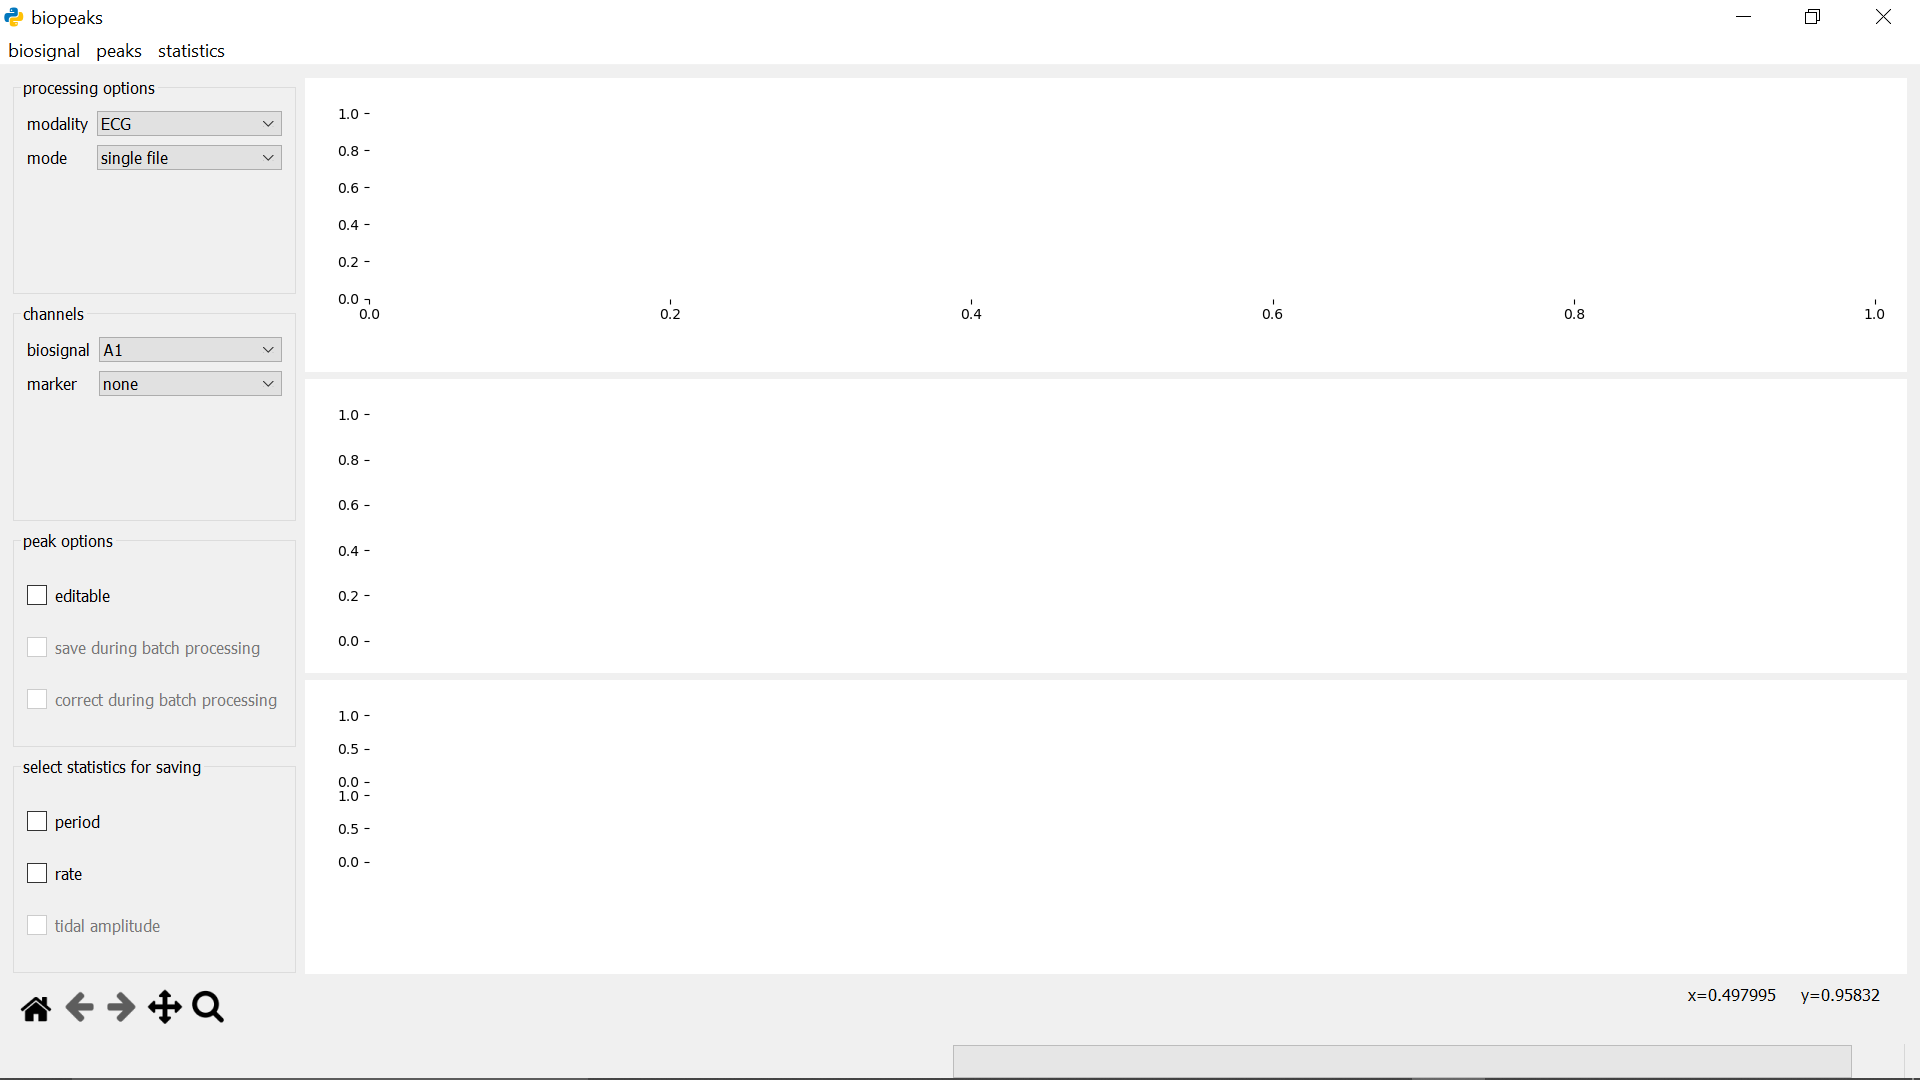 biopeaks
biosignal peaks statistics
processing options
modality ECG
mode single file
channels
biosignal A1
marker none
peak options
editable
save during batch processing
correct during batch processing
select statistics for saving
period
rate
tidal amplitude
1.0
0.8
0.6
0.4
0.2
0.0
0.0 0.2 0.4 0.6 0.8 1.0
1.0
0.8
0.6
0.4
0.2
0.0
1.0
0.5
0.0
1.0
0.5
0.0
x=0.497995 y=0.95832